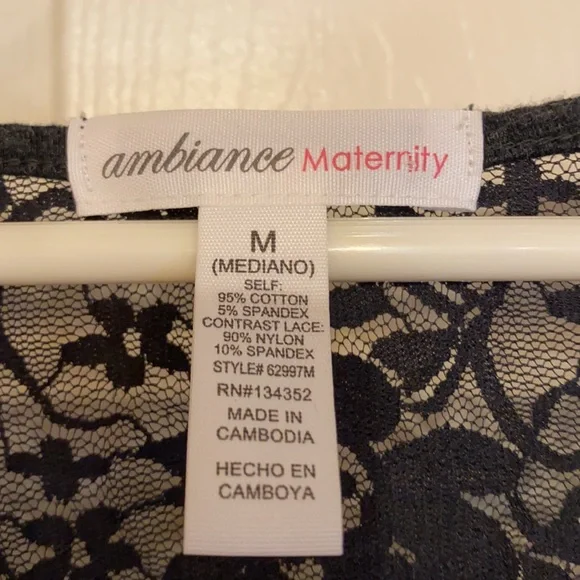 ambiance Maternity
M
(MEDIANO)
SELF:
95% COTTON
5% SPANDEX
CONTRAST LACE:
90% NYLON
10% SPANDEX
STYLE# 62997M
RN#134352
MADE IN
CAMBODIA
HECHO EN
CAMBOYA